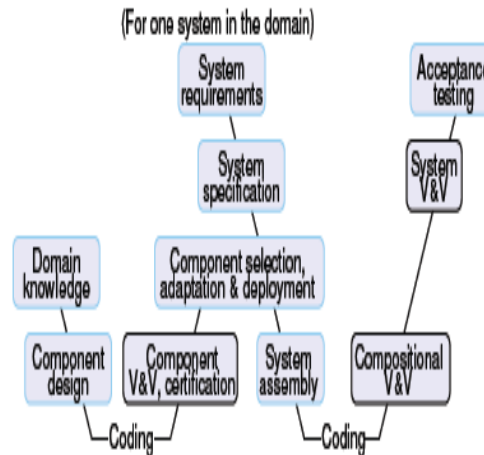 (For one system in the domain)
System
requirements
Acceptance
testing
System
specification
System
V&V
Domain
knowledge
Component selection,
adaptation & deployment
Component
design
Component
V&V, certification
System
assembly
Compositional
V&V
Coding
Coding